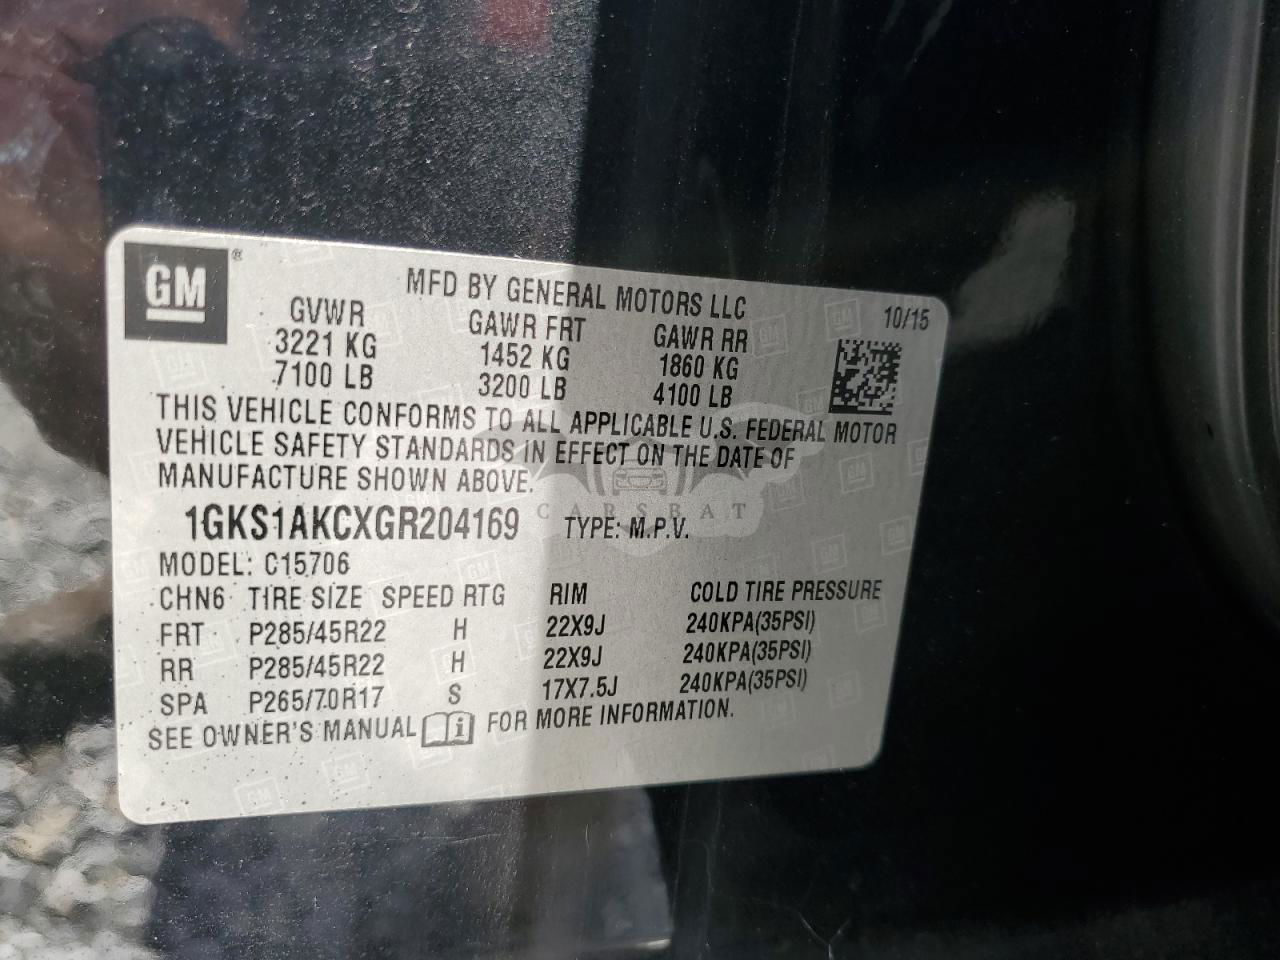 GM®
MFD BY GENERAL MOTORS LLC
10/15
GVWR GAWR FRT GAWR RR
3221 KG 1452 KG 1860 KG
7100 LB 3200 LB 4100 LB
THIS VEHICLE CONFORMS TO ALL APPLICABLE U.S. FEDERAL MOTOR
VEHICLE SAFETY STANDARDS IN EFFECT ON THE DATE OF
MANUFACTURE SHOWN ABOVE.
CARSBAT
1GKS1AKCXGR204169 TYPE: M.P.V.
MODEL: C15706
CHN6 TIRE SIZE SPEED RTG RIM COLD TIRE PRESSURE
FRT P285/45R22 H 22X9J 240KPA(35PSI)
RR P285/45R22 H 22X9J 240KPA(35PSI)
SPA P265/70R17 S 17X7.5J 240KPA(35PSI)
SEE OWNER'S MANUAL i FOR MORE INFORMATION.